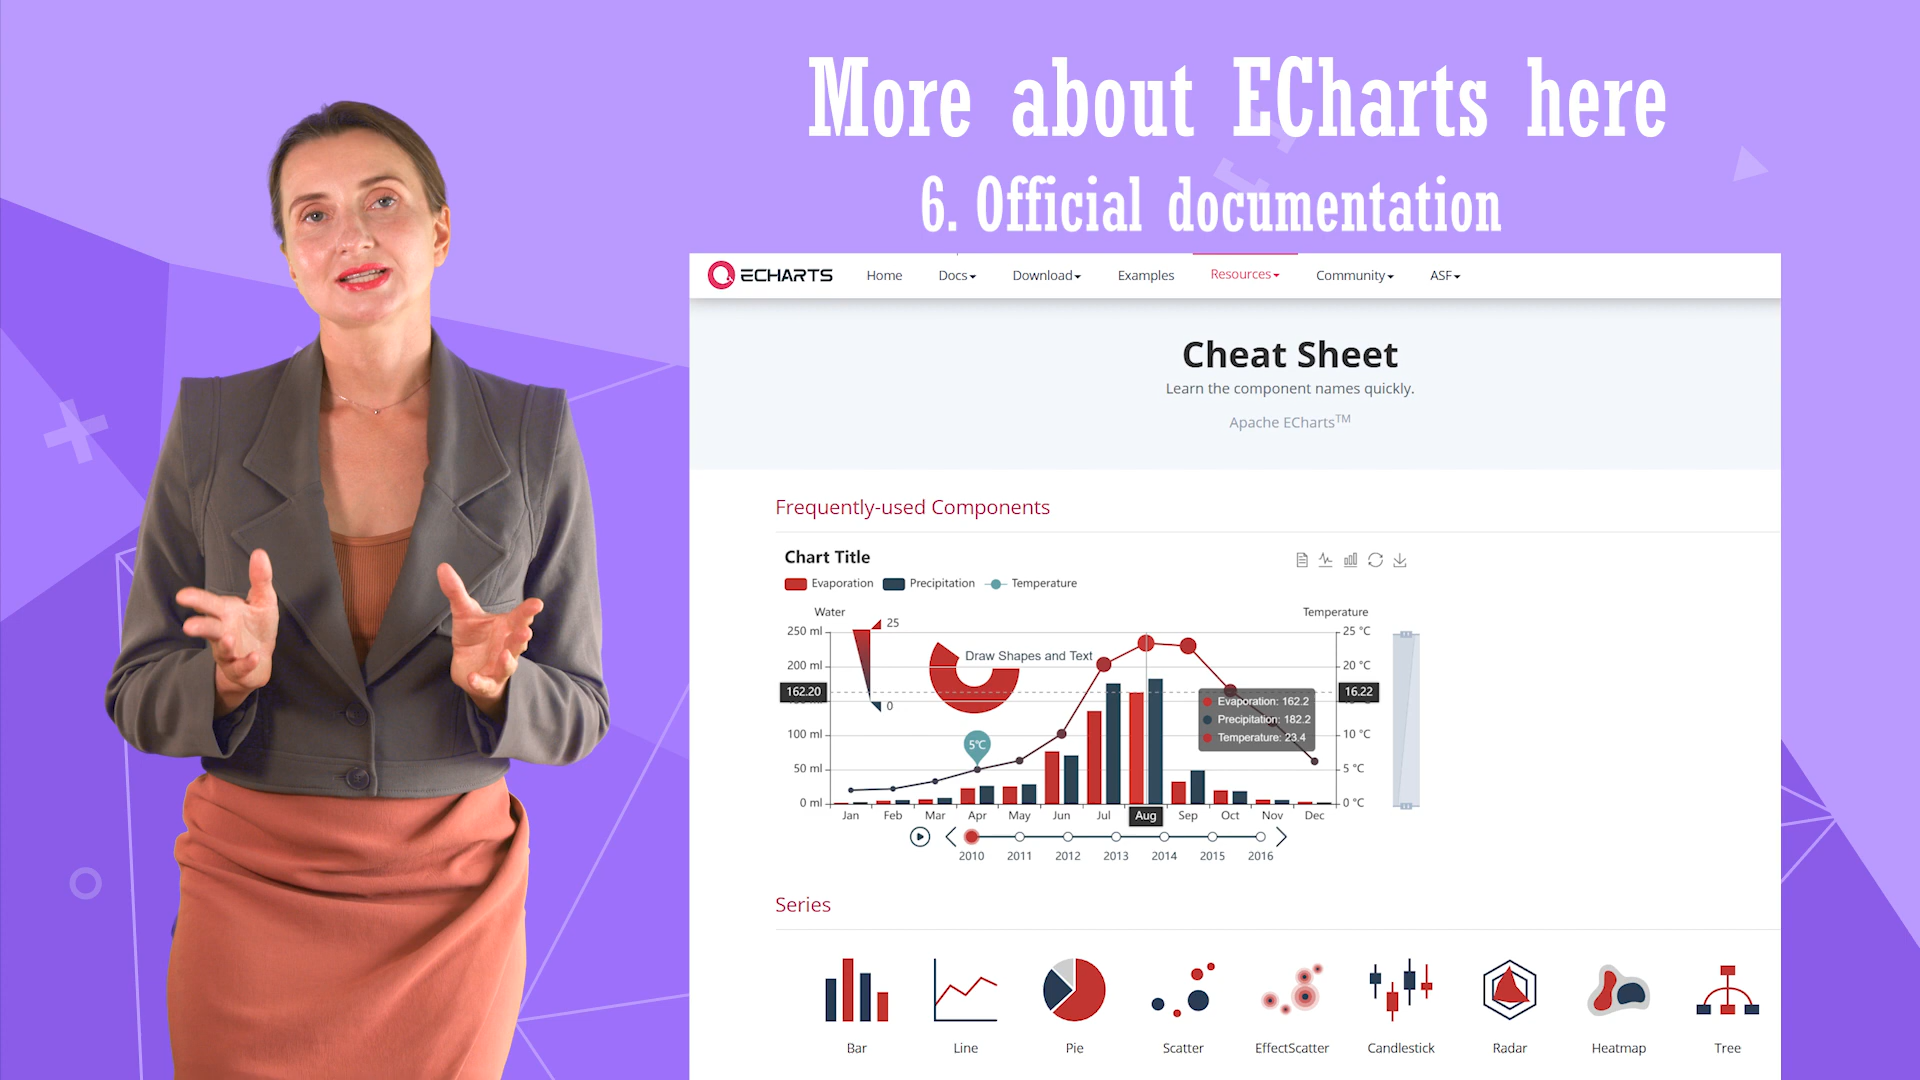 More about ECharts here
6. Official documentation
ECHARTS Home Docs Download Examples Resources Community ASF
Cheat Sheet
Learn the component names quickly.
Apache ECharts™
Frequently-used Components
Chart Title
Evaporation Precipitation Temperature
Water Temperature
25
250 ml 25 °C
Draw Shapes and Text
200 ml 20 °C
162.20 16.22
Evaporation: 162.2
0
Precipitation: 182.2
100 ml 10 °C
Temperature: 23.4
5°C
50 ml 5 °C
0 ml 0 °C
Jan Feb Mar Apr May Jun Jul Aug Sep Oct Nov Dec
2010 2011 2012 2013 2014 2015 2016
Series
Bar Line Pie Scatter EffectScatter Candlestick Radar Heatmap Tree